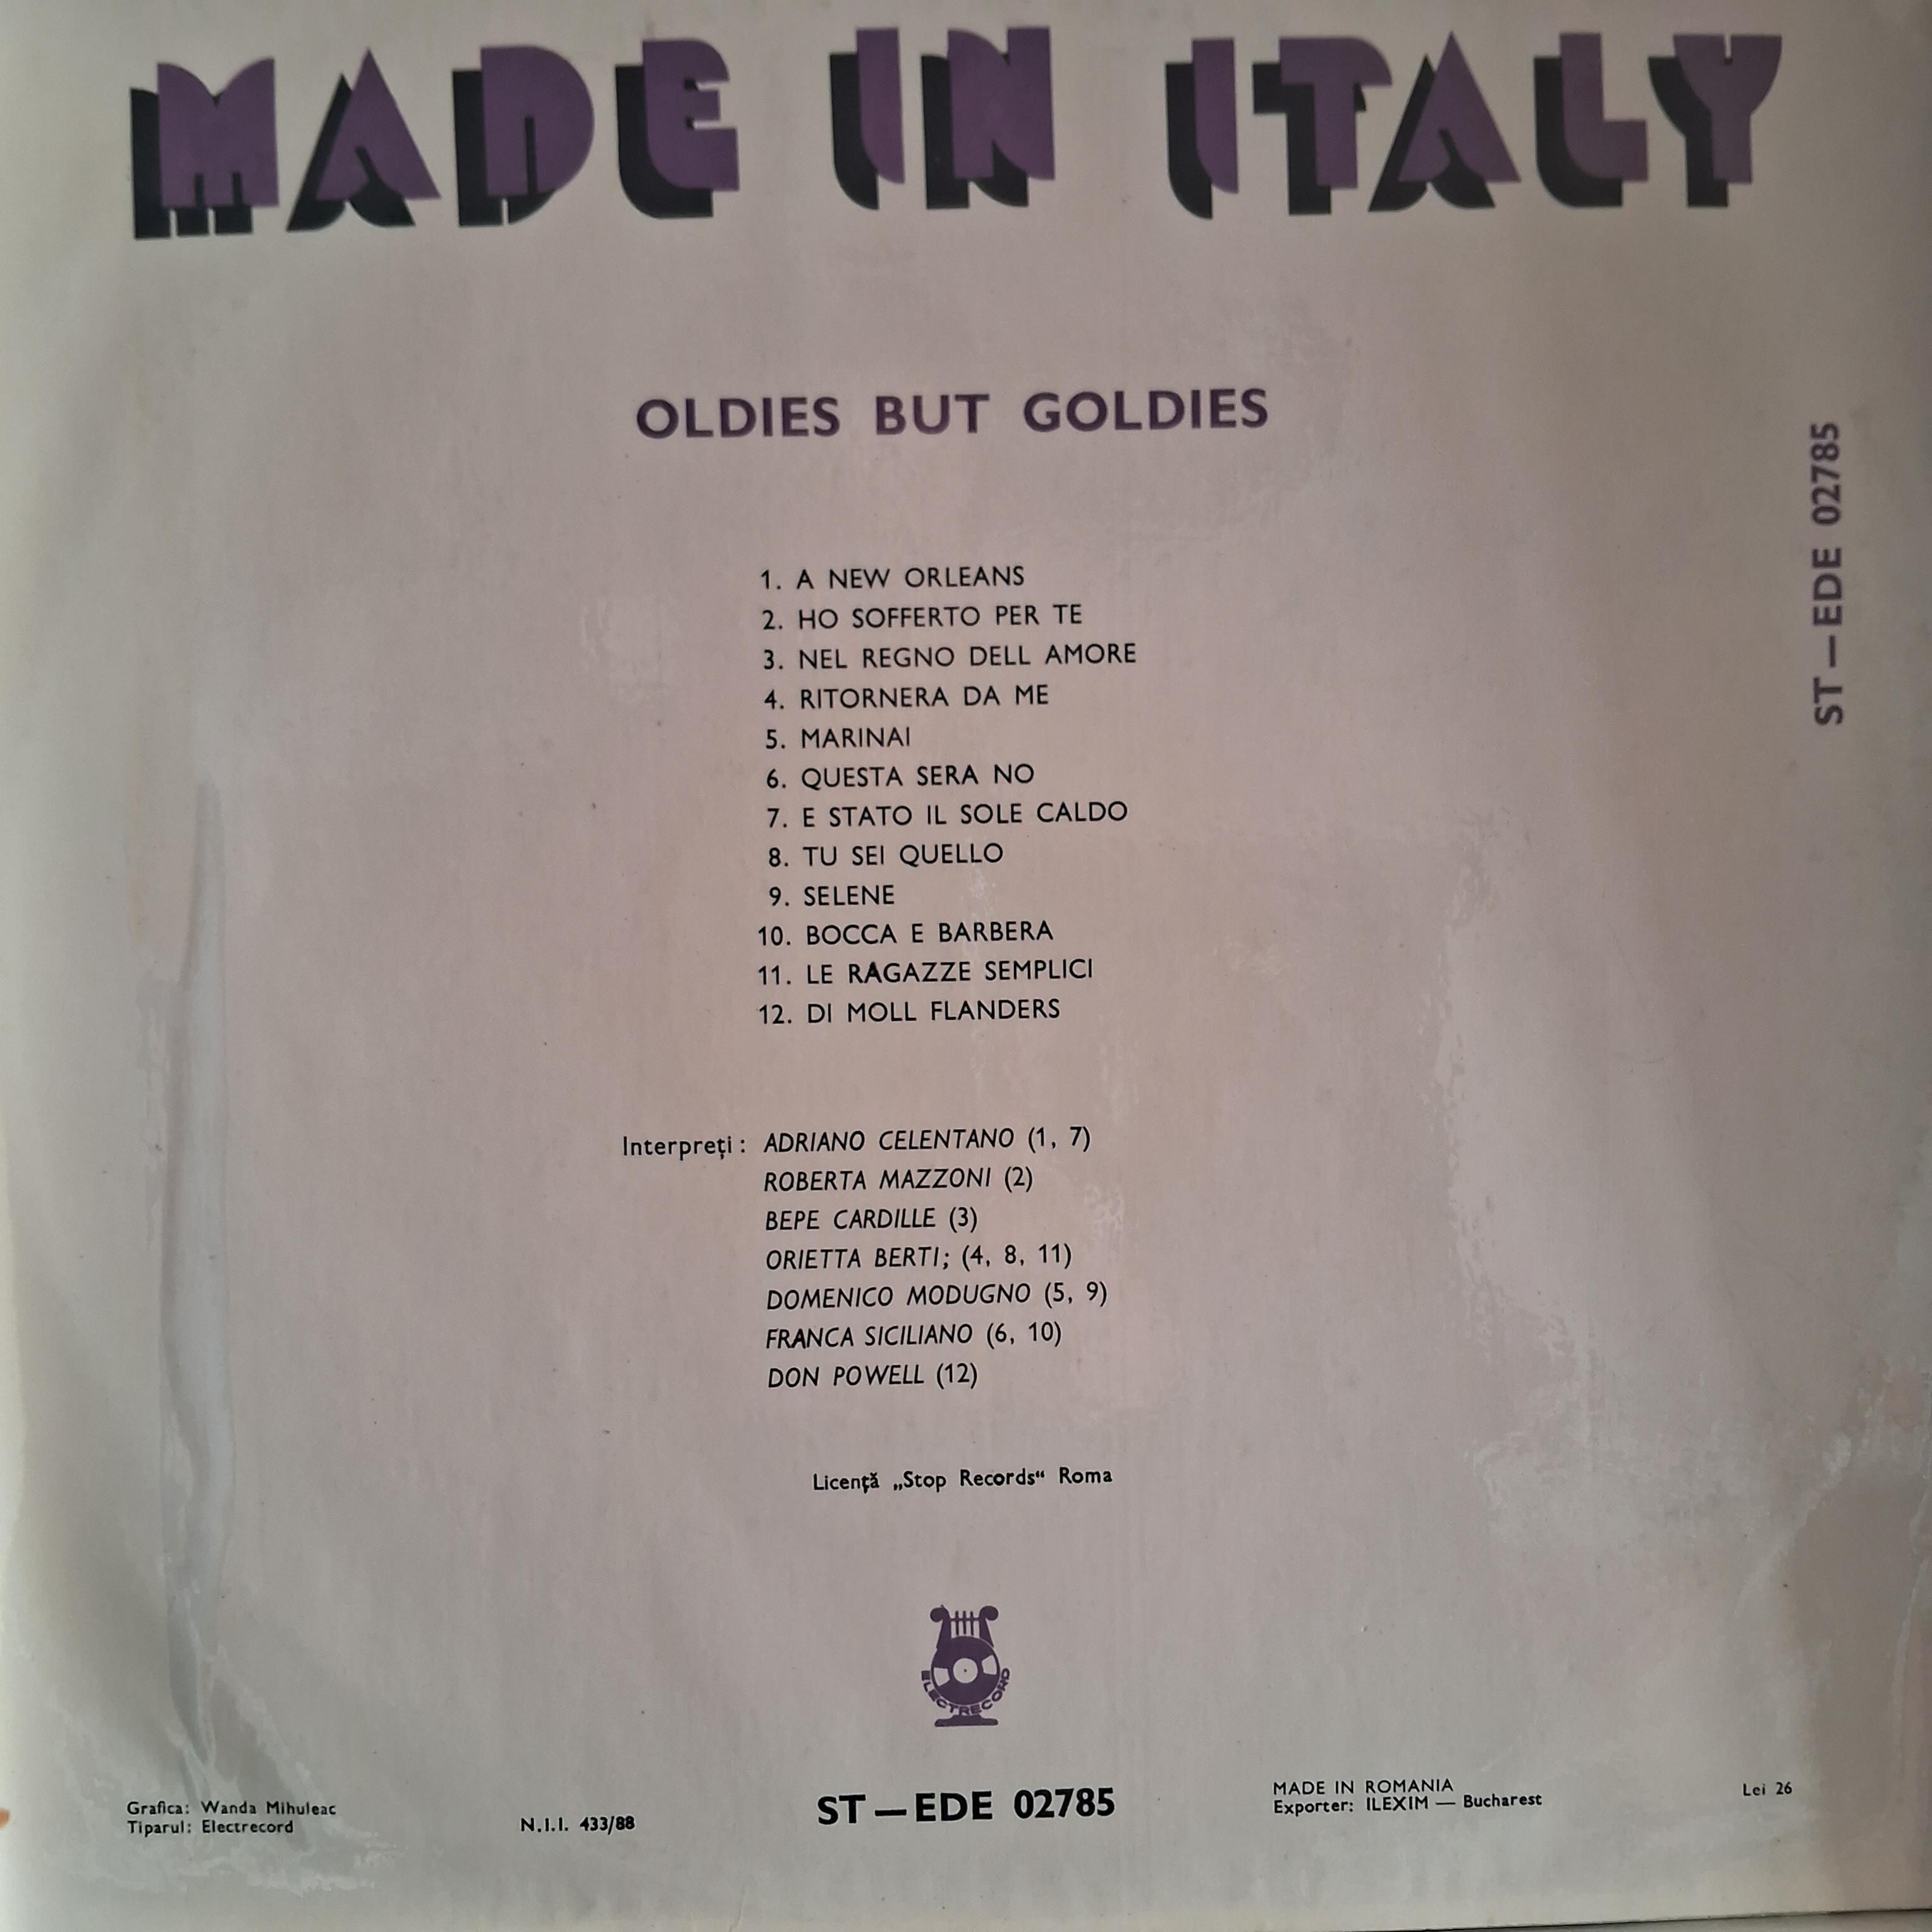 MADE IN ITALY
OLDIES BUT GOLDIES
ST—EDE 02785
1. A NEW ORLEANS
2. HO SOFFERTO PER TE
3. NEL REGNO DELL AMORE
4. RITORNERA DA ME
5. MARINAI
6. QUESTA SERA NO
7. E STATO IL SOLE CALDO
8. TU SEI QUELLO
9. SELENE
10. BOCCA E BARBERA
11. LE RAGAZZE SEMPLICI
12. DI MOLL FLANDERS
Interpreți: ADRIANO CELENTANO (1, 7)
ROBERTA MAZZONI (2)
BEPE CARDILLE (3)
ORIETTA BERTI; (4, 8, 11)
DOMENICO MODUGNO (5, 9)
FRANCA SICILIANO (6, 10)
DON POWELL (12)
Licență „Stop Records“ Roma
ELECTRECORD
Grafica: Wanda Mihuleac
Tiparul: Electrecord
N.I.I. 433/88
ST—EDE 02785
MADE IN ROMANIA
Exporter: ILEXIM — Bucharest
Lei 26